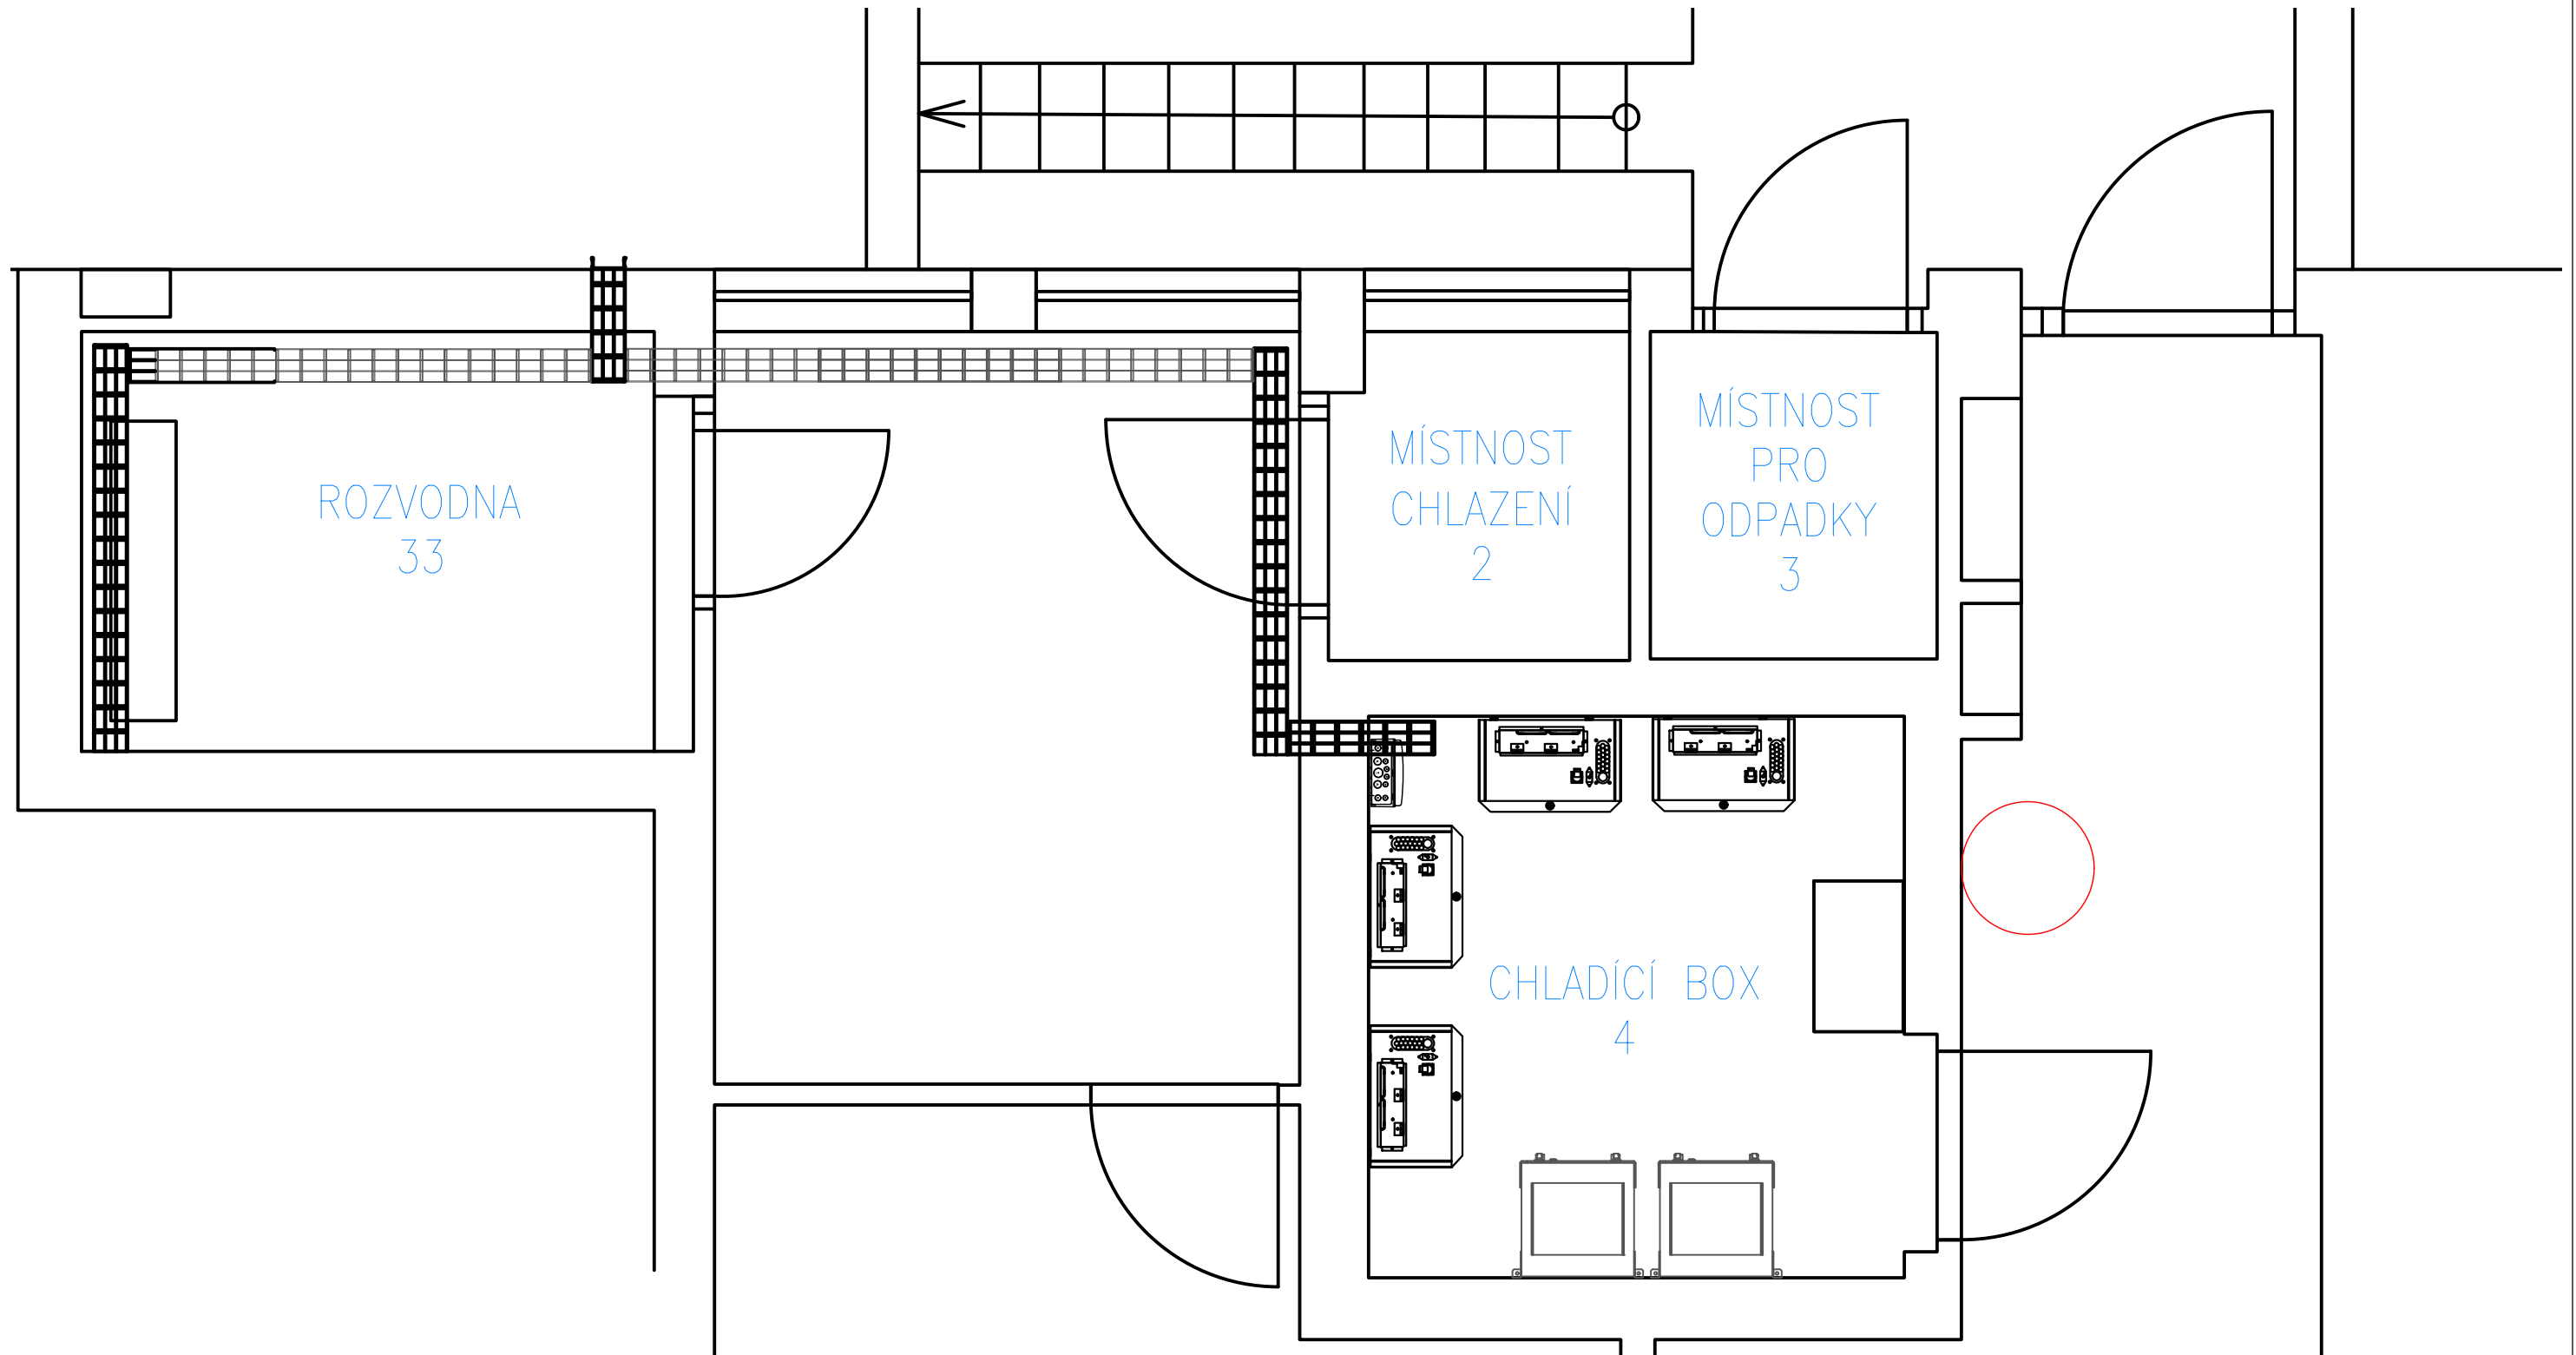 ROZVODNA
33
MÍSTNOST
CHLAZENÍ
2
MÍSTNOST
PRO
ODPADKY
3
CHLADÍCÍ BOX
4